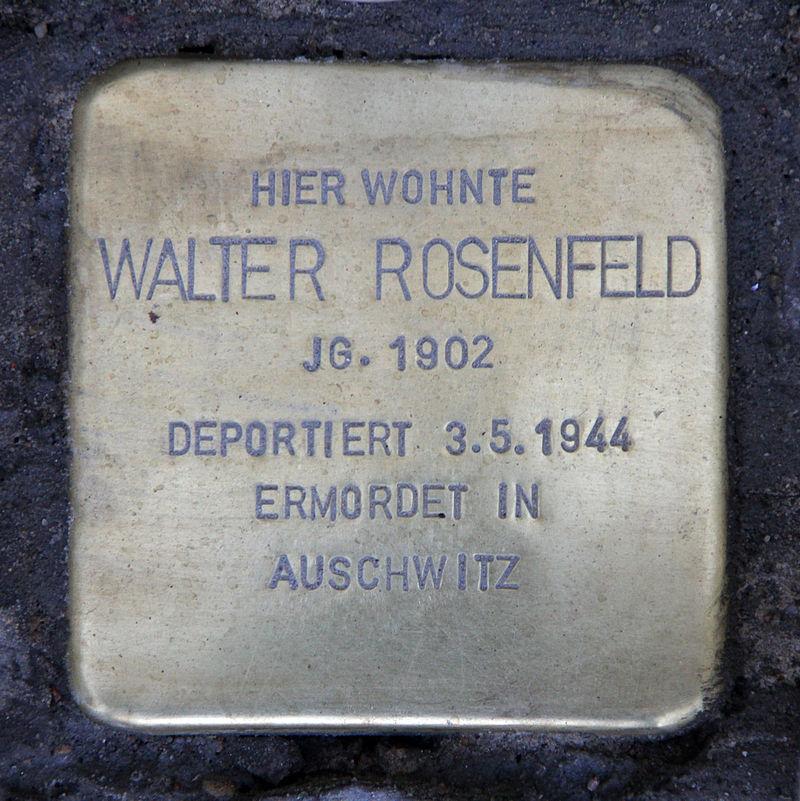 HIER WOHNTE
WALTER ROSENFELD
JG. 1902
DEPORTIERT 3.5.1944
ERMORDET IN
AUSCHWITZ